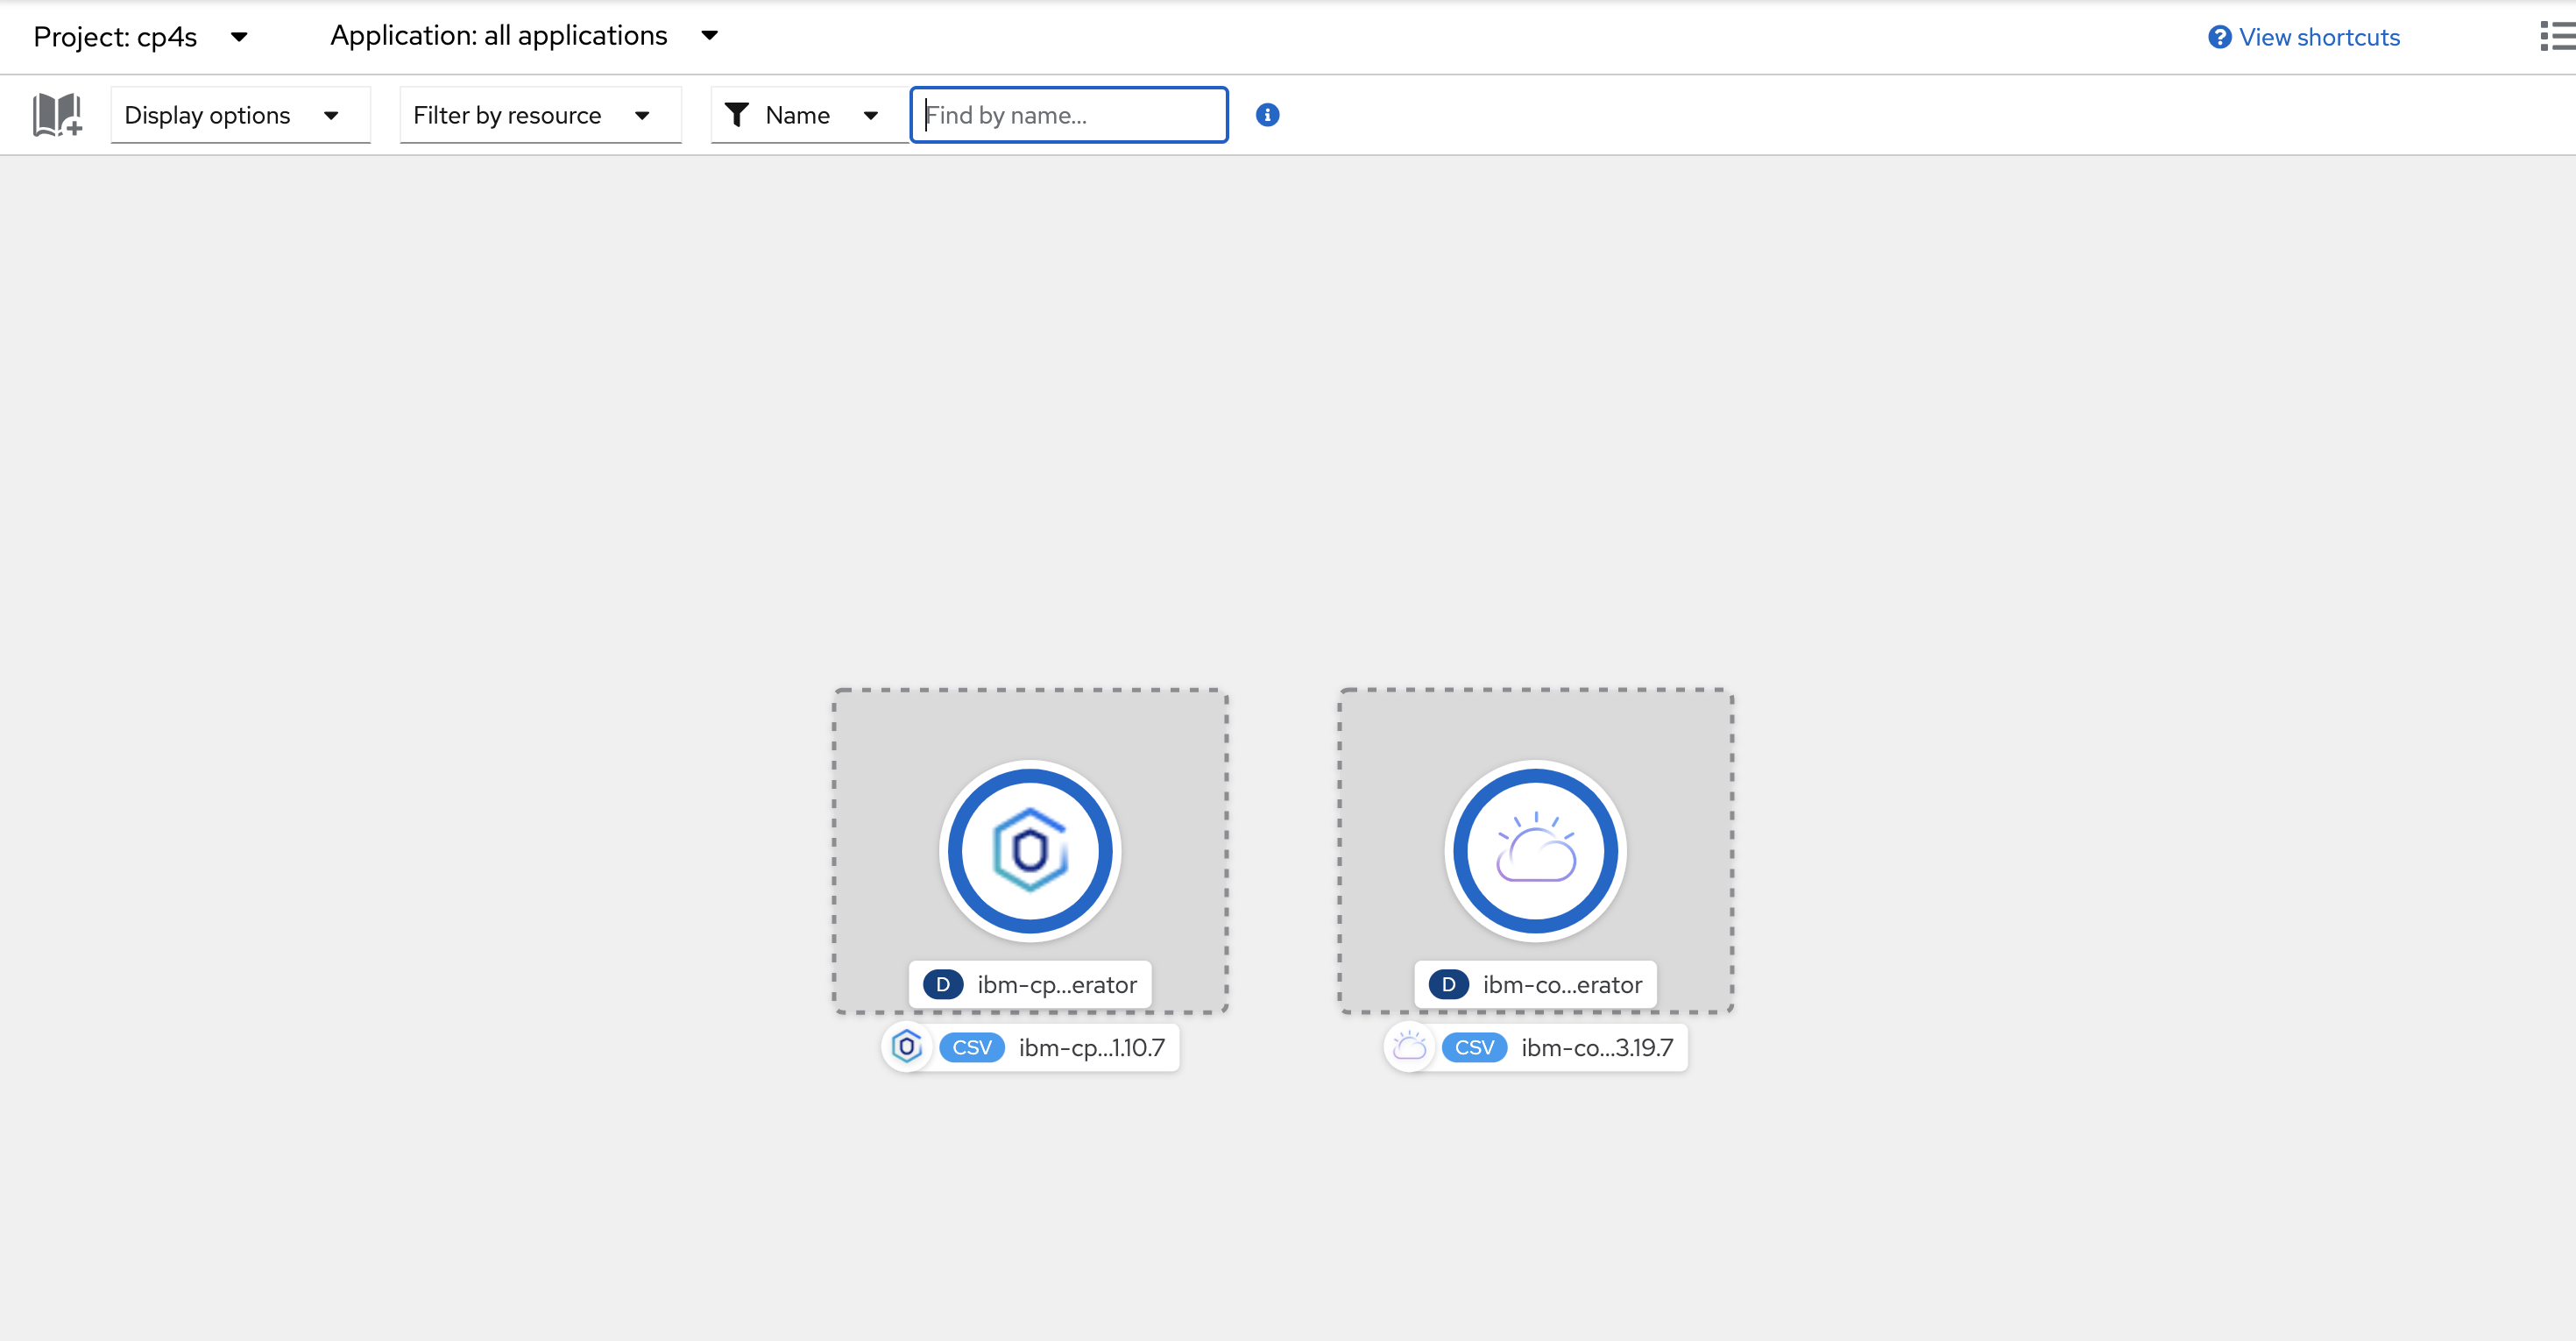 Project: cp4s
Application: all applications
View shortcuts
Display options
Filter by resource
Name
Find by name...
D ibm-cp...erator
D ibm-co...erator
CSV ibm-cp...1.10.7
CSV ibm-co...3.19.7